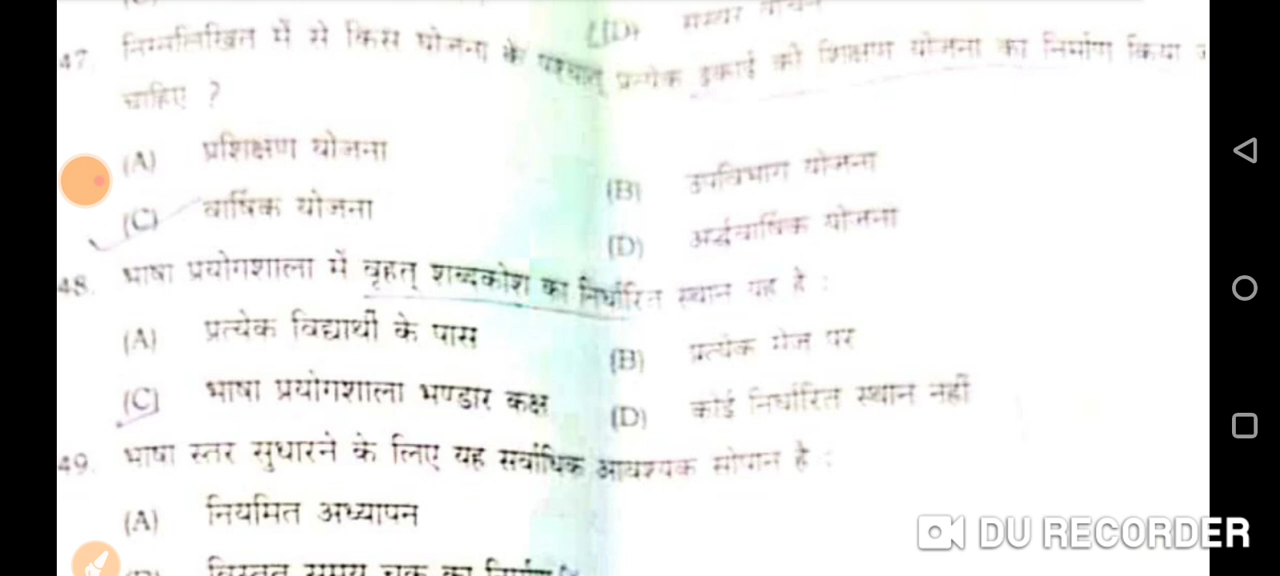 (D)
47. निम्नलिखित में से किस योजना के पश्चात् प्रत्येक इकाई की शिक्षण योजना का निर्माण किया
चाहिए ?
(A) प्रशिक्षण योजना
(B) उपविभाग योजना
(C) वार्षिक योजना
(D) अर्द्धवार्षिक योजना
48. भाषा प्रयोगशाला में वृहत् शब्दकोश का निर्धारित स्थान यह है :
(A) प्रत्येक विद्यार्थी के पास
(B) प्रत्येक मेज पर
(C) भाषा प्रयोगशाला भण्डार कक्ष
(D) कोई निर्धारित स्थान नहीं
49. भाषा स्तर सुधारने के लिए यह सर्वाधिक आवश्यक सोपान है :
(A) नियमित अध्यापन
DU RECORDER